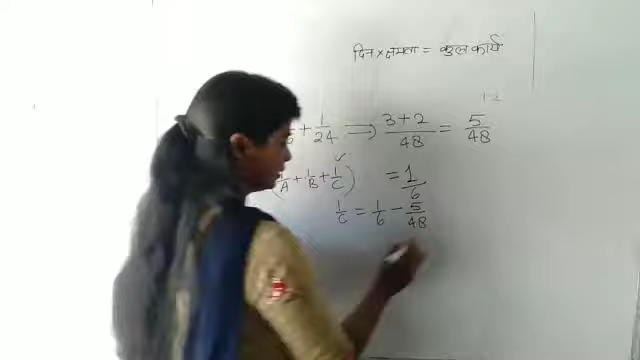 दिन × क्षमता = कुल कार्य
+ 1/24 ⟹ 3+2/48 = 5/48
(1/A + 1/B + 1/C) = 1/6
✓
1/C = 1/6 - 5/48